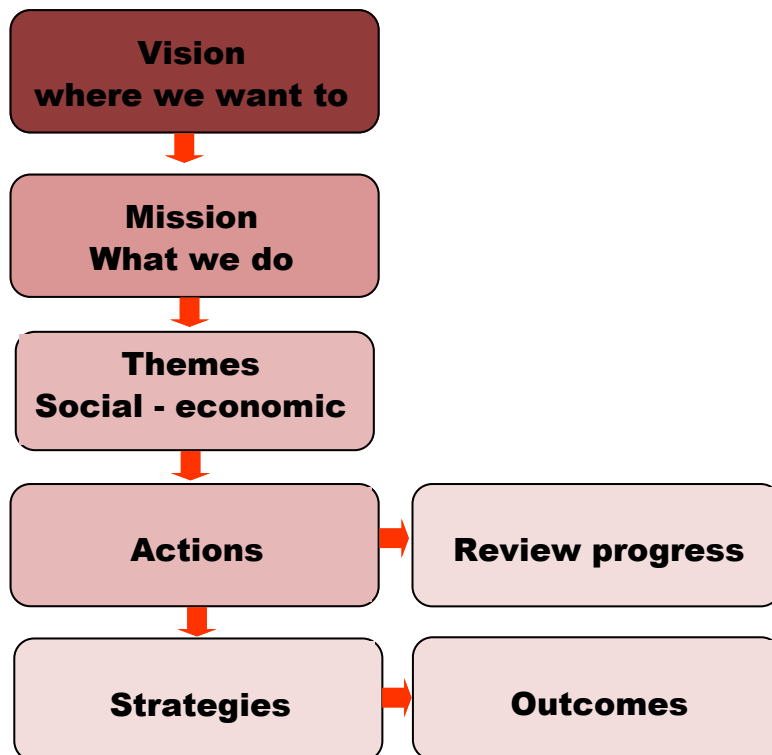 Vision
where we want to
Mission
What we do
Themes
Social - economic
Actions
Review progress
Strategies
Outcomes